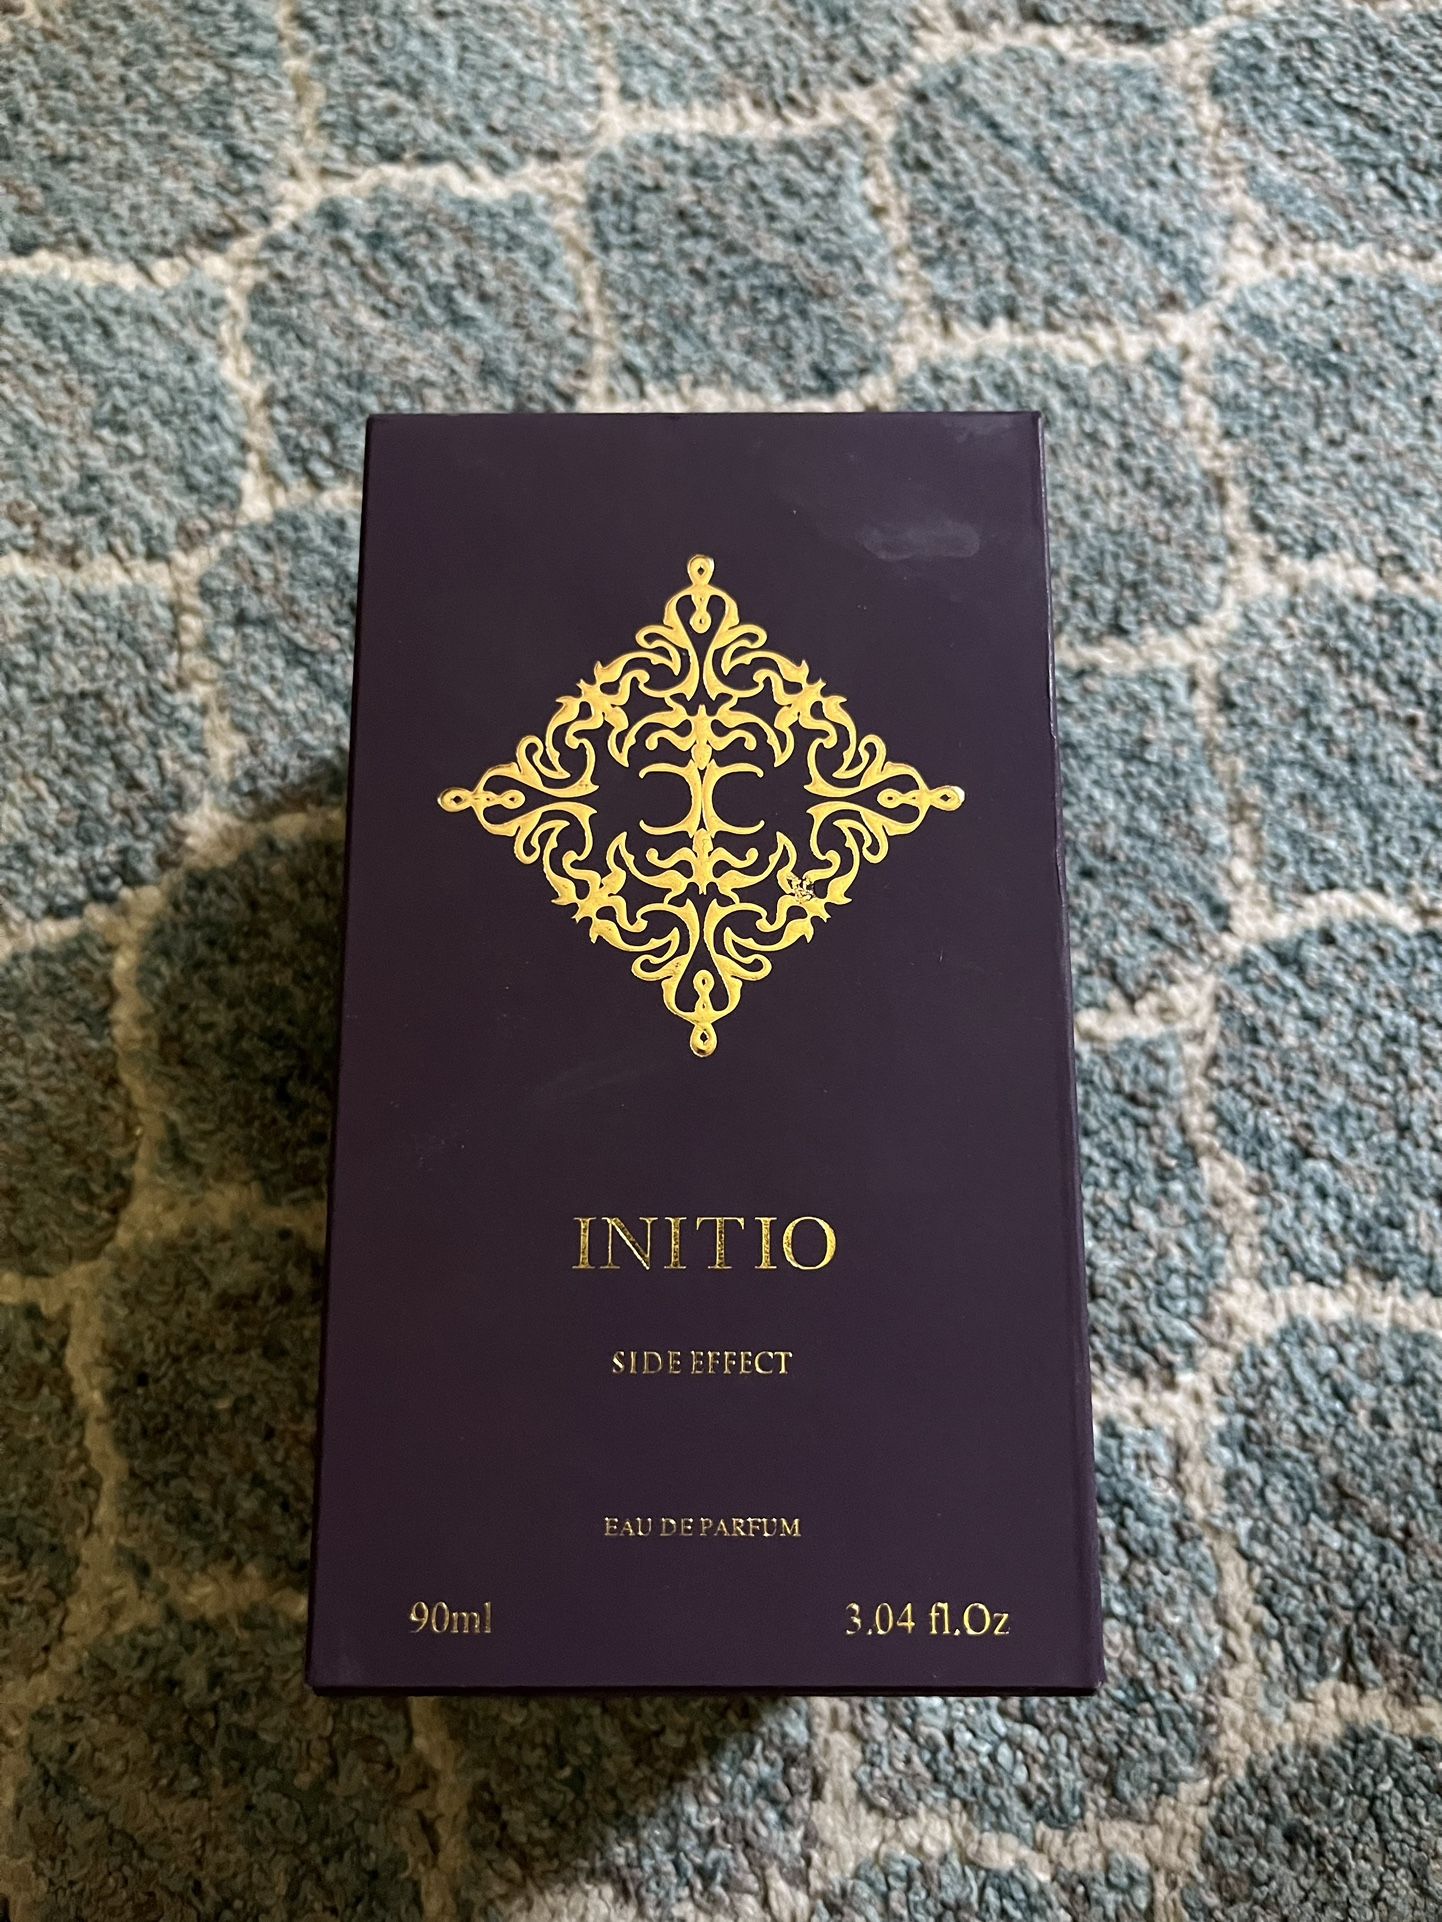 INITIO
SIDE EFFECT
EAU DE PARFUM
90ml 3.04 fl.Oz